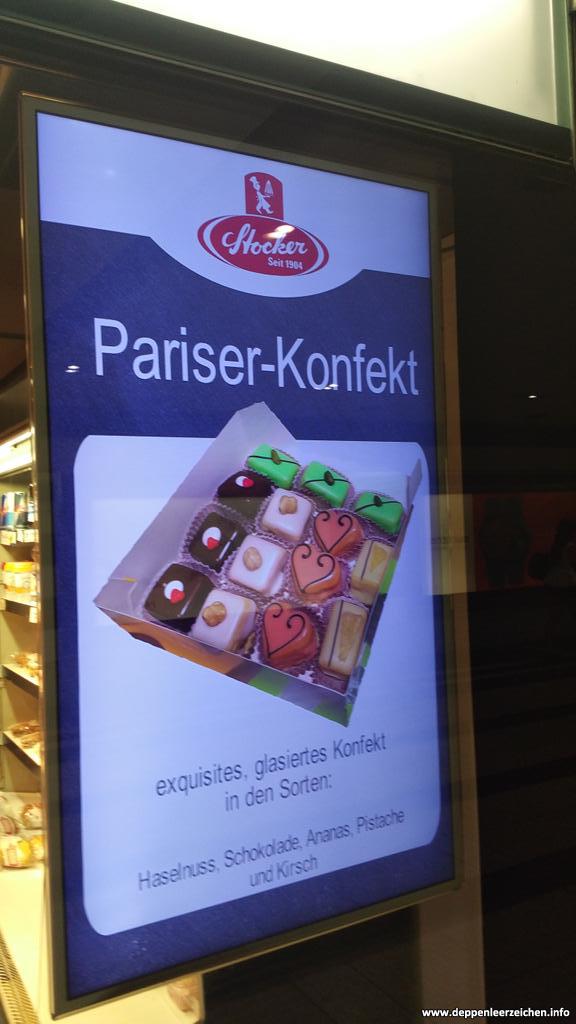 Stocker
Seit 1904
Pariser-Konfekt
exquisites, glasiertes Konfekt
in den Sorten:
Haselnuss, Schokolade, Ananas, Pistache
und Kirsch
www.deppenleerzeichen.info